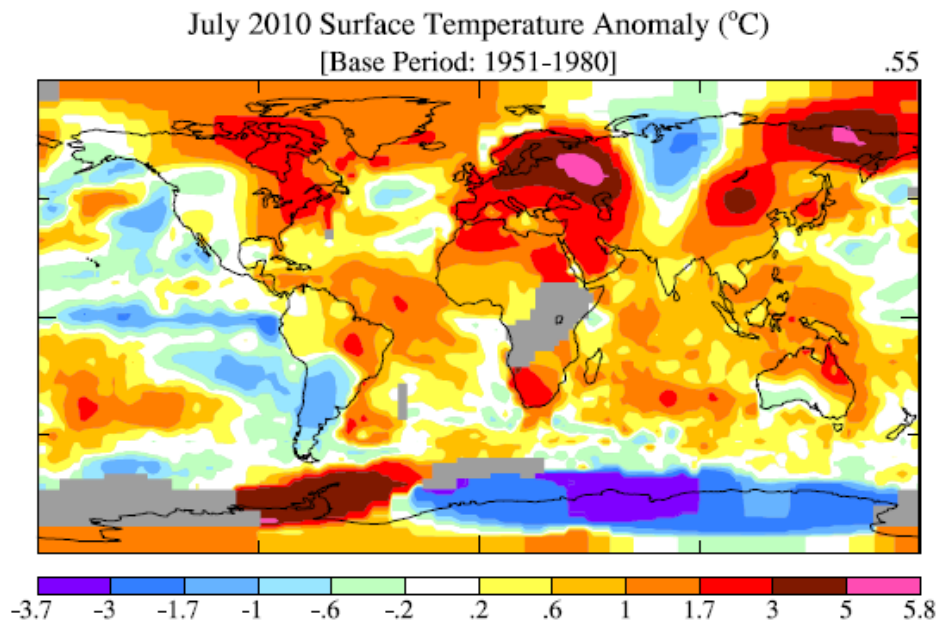 July 2010 Surface Temperature Anomaly (°C)
[Base Period: 1951-1980] .55
-3.7 -3 -1.7 -1 -.6 -.2 .2 .6 1 1.7 3 5 5.8